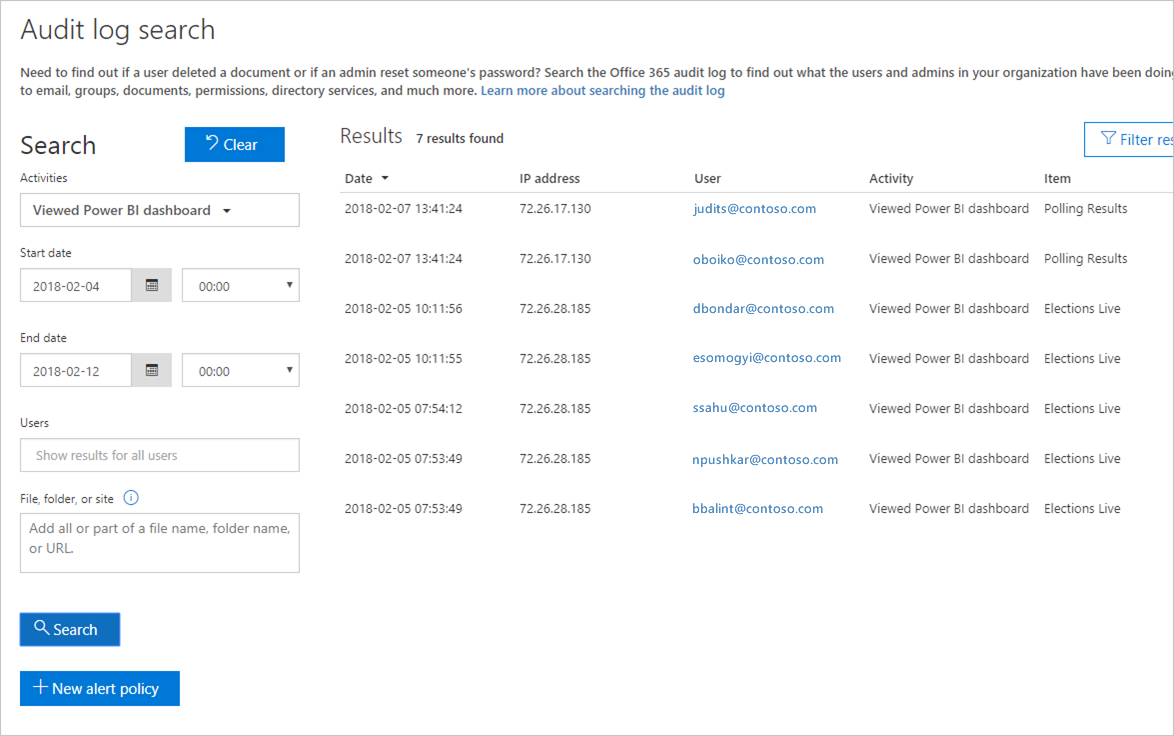 Audit log search
Need to find out if a user deleted a document or if an admin reset someone's password? Search the Office 365 audit log to find out what the users and admins in your organization have been doing
to email, groups, documents, permissions, directory services, and much more. Learn more about searching the audit log
Search
Clear
Activities
Viewed Power BI dashboard
Start date
2018-02-04 00:00
End date
2018-02-12 00:00
Users
Show results for all users
File, folder, or site
Add all or part of a file name, folder name,
or URL.
Search
New alert policy
Results 7 results found
Filter res
Date IP address User Activity Item
2018-02-07 13:41:24 72.26.17.130 judits@contoso.com Viewed Power BI dashboard Polling Results
2018-02-07 13:41:24 72.26.17.130 oboiko@contoso.com Viewed Power BI dashboard Polling Results
2018-02-05 10:11:56 72.26.28.185 dbondar@contoso.com Viewed Power BI dashboard Elections Live
2018-02-05 10:11:55 72.26.28.185 esomogyi@contoso.com Viewed Power BI dashboard Elections Live
2018-02-05 07:54:12 72.26.28.185 ssahu@contoso.com Viewed Power BI dashboard Elections Live
2018-02-05 07:53:49 72.26.28.185 npushkar@contoso.com Viewed Power BI dashboard Elections Live
2018-02-05 07:53:49 72.26.28.185 bbalint@contoso.com Viewed Power BI dashboard Elections Live